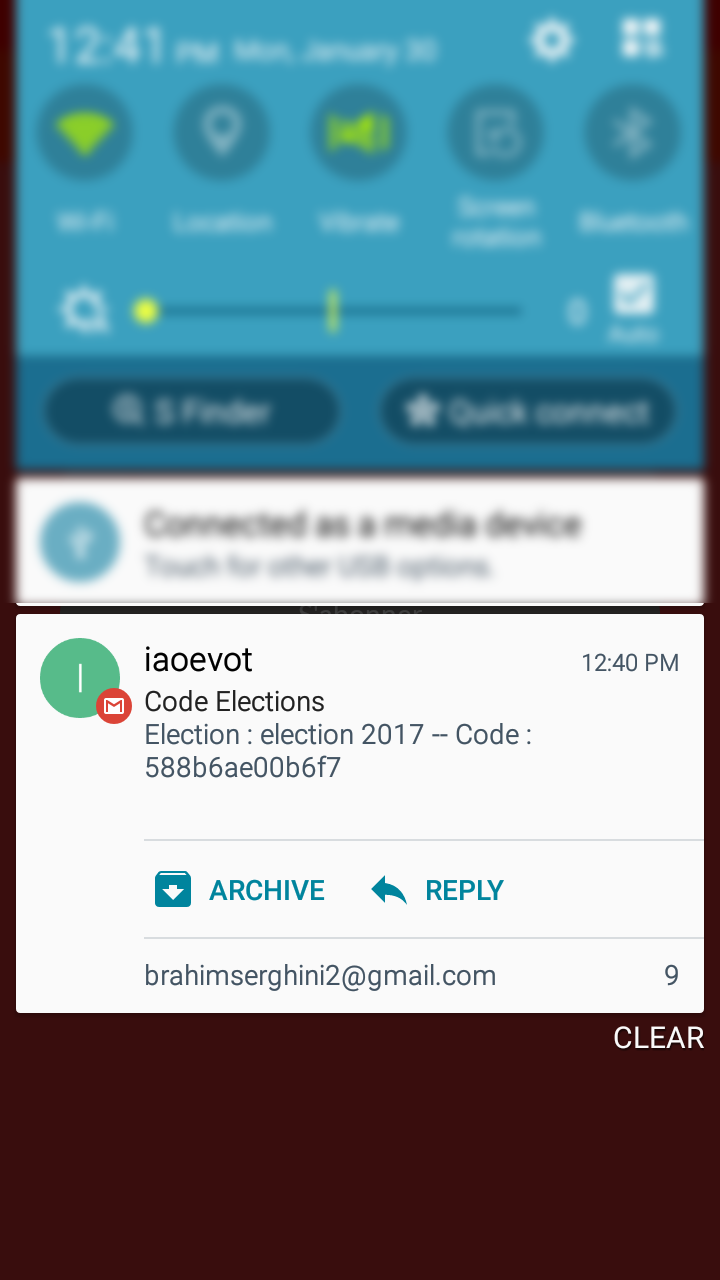 12:41 PM Mon, January 30
Wi-Fi
Location
Vibrate
Screen
rotation
Bluetooth
0
Auto
S Finder
Quick connect
Connected as a media device
Touch for other USB options.
S'abonner
I
iaoevot
12:40 PM
Code Elections
Election : election 2017 -- Code :
588b6ae00b6f7
ARCHIVE
REPLY
brahimserghini2@gmail.com
9
CLEAR